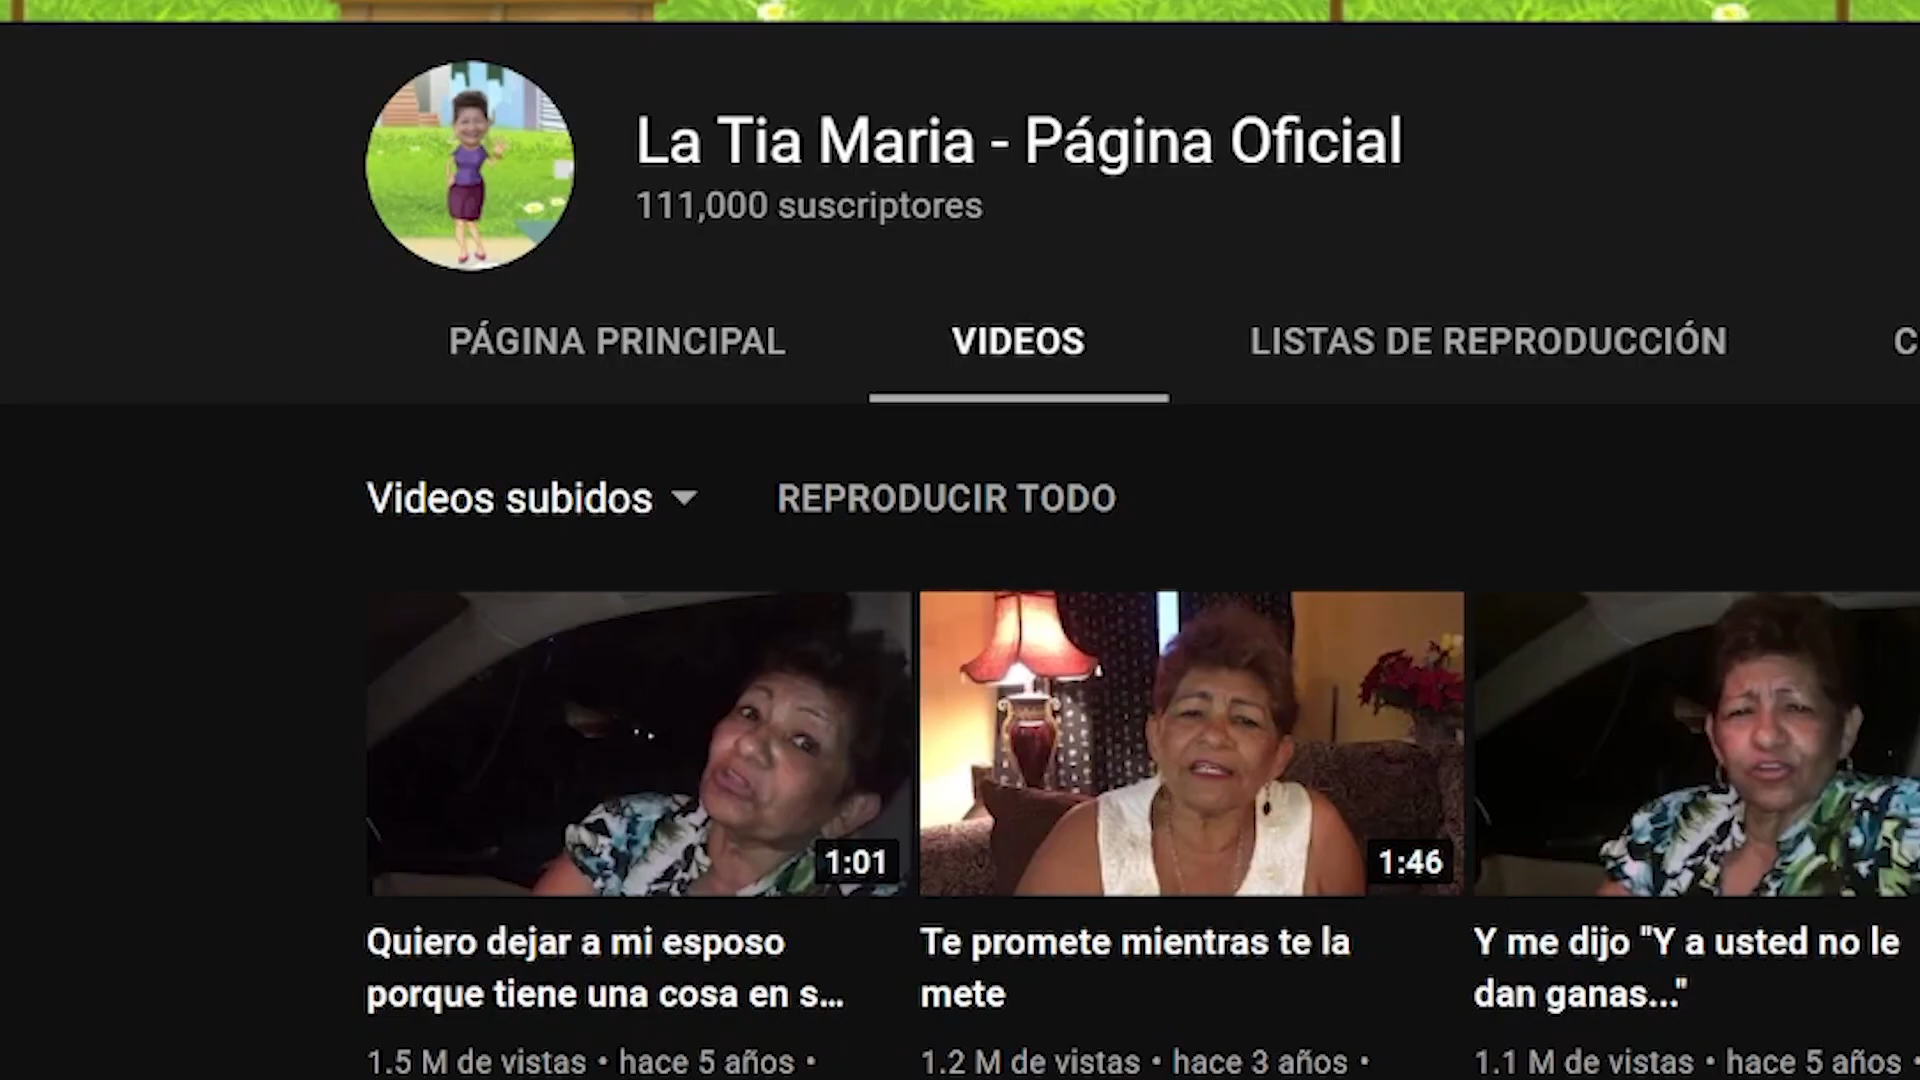 La Tia Maria - Página Oficial
111,000 suscriptores
PÁGINA PRINCIPAL
VIDEOS
LISTAS DE REPRODUCCIÓN
C
Videos subidos
REPRODUCIR TODO
1:01
1:46
Quiero dejar a mi esposo
porque tiene una cosa en s...
1.5 M de vistas • hace 5 años •
Te promete mientras te la
mete
1.2 M de vistas • hace 3 años •
Y me dijo "Y a usted no le
dan ganas..."
1.1 M de vistas • hace 5 años •